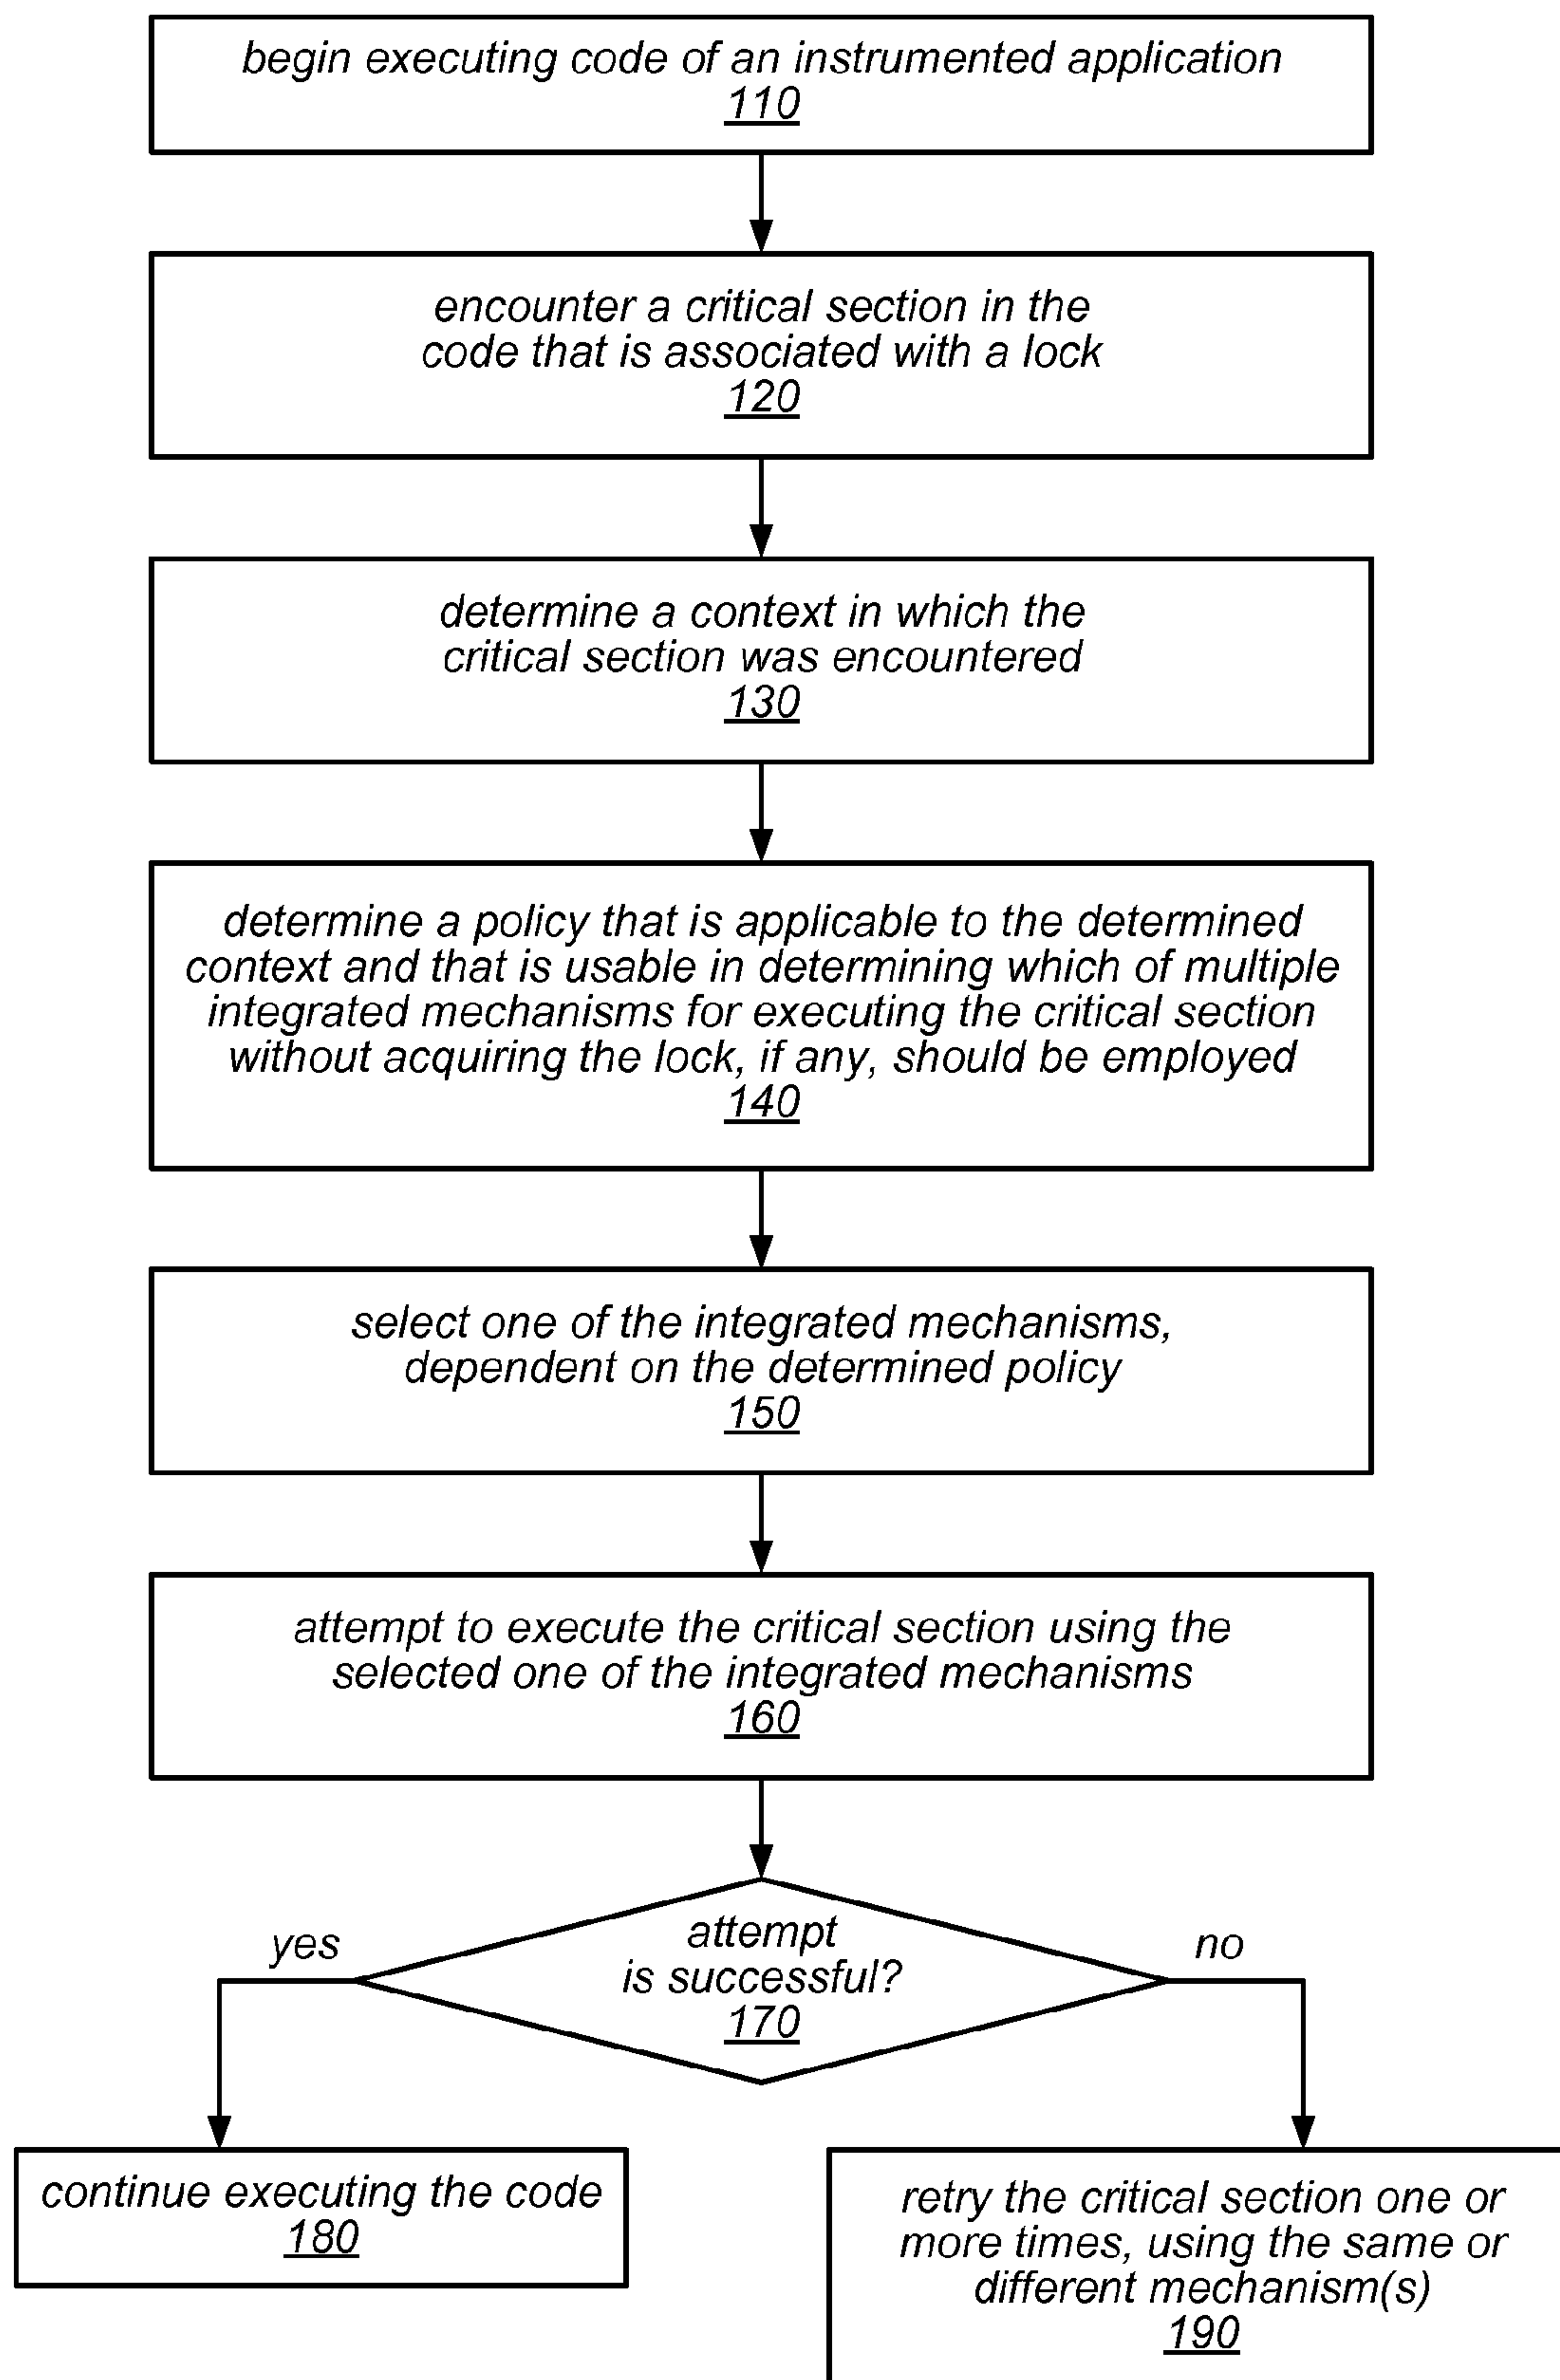 begin executing code of an instrumented application
110
encounter a critical section in the
code that is associated with a lock
120
determine a context in which the
critical section was encountered
130
determine a policy that is applicable to the determined
context and that is usable in determining which of multiple
integrated mechanisms for executing the critical section
without acquiring the lock, if any, should be employed
140
select one of the integrated mechanisms,
dependent on the determined policy
150
attempt to execute the critical section using the
selected one of the integrated mechanisms
160
attempt
is successful?
170
yes
no
continue executing the code
180
retry the critical section one or
more times, using the same or
different mechanism(s)
190